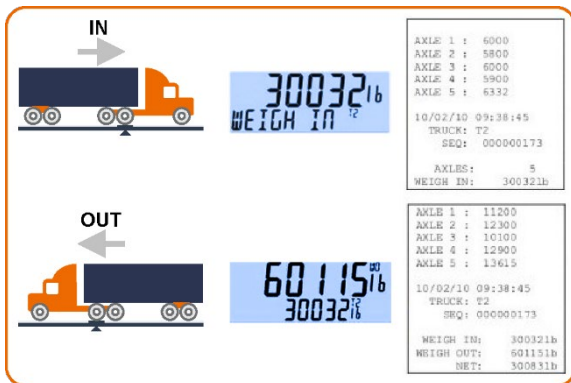 IN
30032lb
WEIGH IN T2
AXLE 1 : 6000
AXLE 2 : 5800
AXLE 3 : 6000
AXLE 4 : 5900
AXLE 5 : 6332
10/02/10 09:38:45
TRUCK: T2
SEQ: 000000173
AXLES: 5
WEIGH IN: 30032lb
OUT
60115lb
30032lb T2
AXLE 1 : 11200
AXLE 2 : 12300
AXLE 3 : 10100
AXLE 4 : 12900
AXLE 5 : 13615
10/02/10 09:38:45
TRUCK: T2
SEQ: 000000173
WEIGH IN: 30032lb
WEIGH OUT: 60115lb
NET: 30083lb